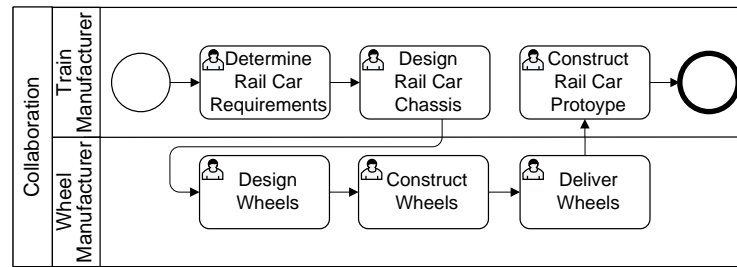 Collaboration
Train
Manufacturer
Determine
Rail Car
Requirements
Design
Rail Car
Chassis
Construct
Rail Car
Protoype
Wheel
Manufacturer
Design
Wheels
Construct
Wheels
Deliver
Wheels